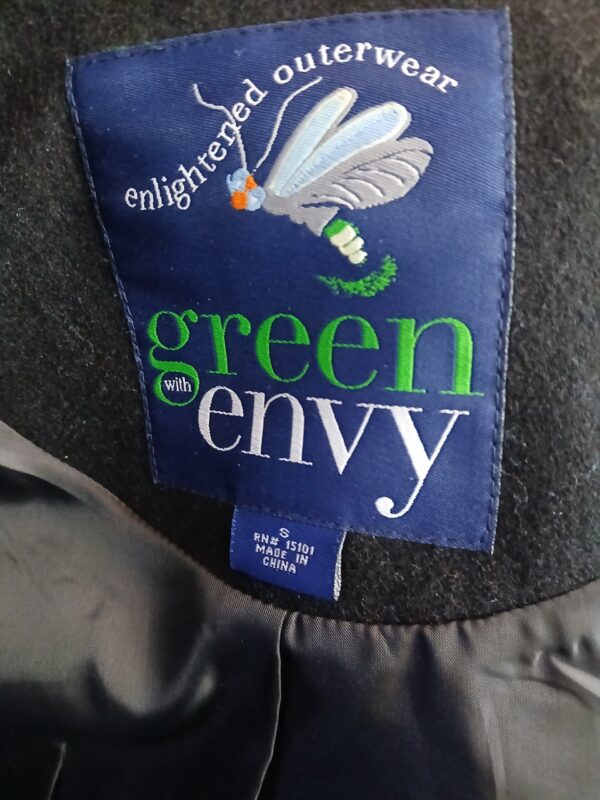 enlightened outerwear
green
with
envy
S
RN# 15101
MADE IN
CHINA